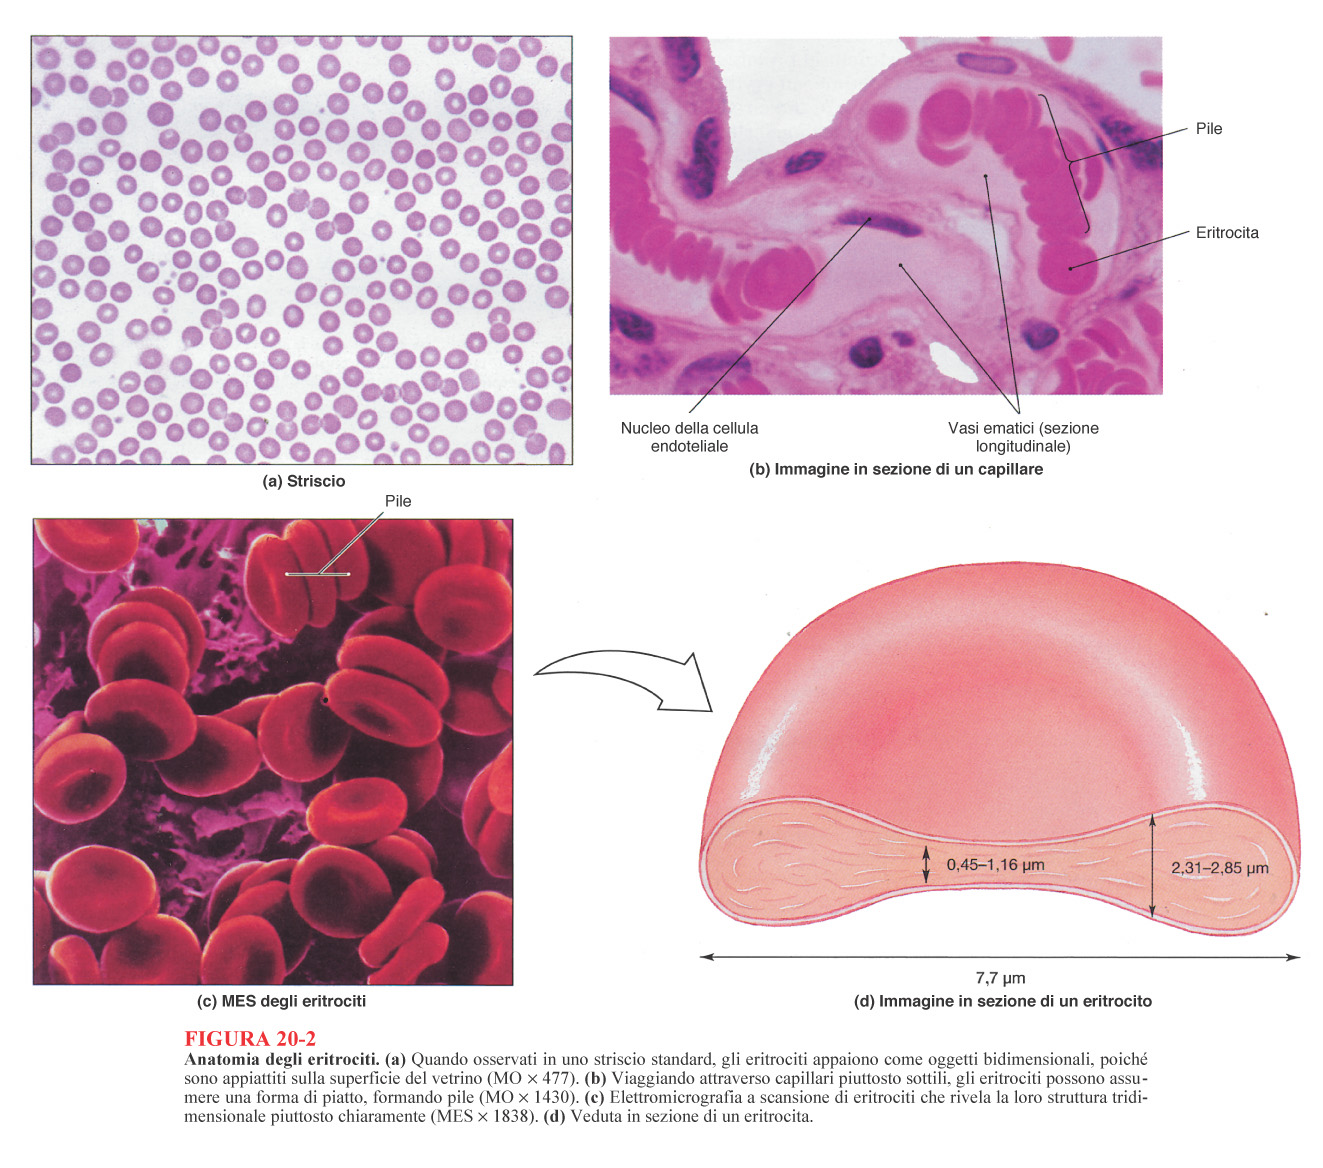 Pile
Eritrocita
Nucleo della cellula
endoteliale
Vasi ematici (sezione
longitudinale)
(a) Striscio
(b) Immagine in sezione di un capillare
Pile
0,45–1,16 µm
2,31–2,85 µm
7,7 µm
(c) MES degli eritrociti
(d) Immagine in sezione di un eritrocito
FIGURA 20-2
Anatomia degli eritrociti. (a) Quando osservati in uno striscio standard, gli eritrociti appaiono come oggetti bidimensionali, poiché
sono appiattiti sulla superficie del vetrino (MO × 477). (b) Viaggiando attraverso capillari piuttosto sottili, gli eritrociti possono assu-
mere una forma di piatto, formando pile (MO × 1430). (c) Elettromicrografia a scansione di eritrociti che rivela la loro struttura tridi-
mensionale piuttosto chiaramente (MES × 1838). (d) Veduta in sezione di un eritrocita.